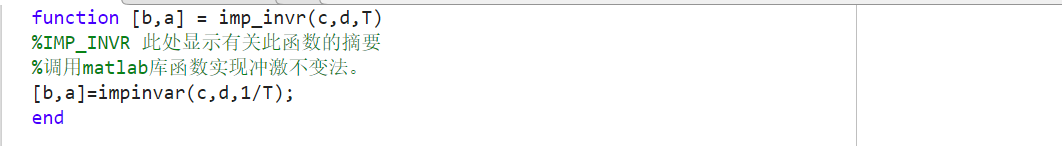 function [b,a] = imp_invr(c,d,T)
%IMP_INVR 此处显示有关此函数的摘要
%调用matlab库函数实现冲激不变法。
[b,a]=impinvar(c,d,1/T);
end